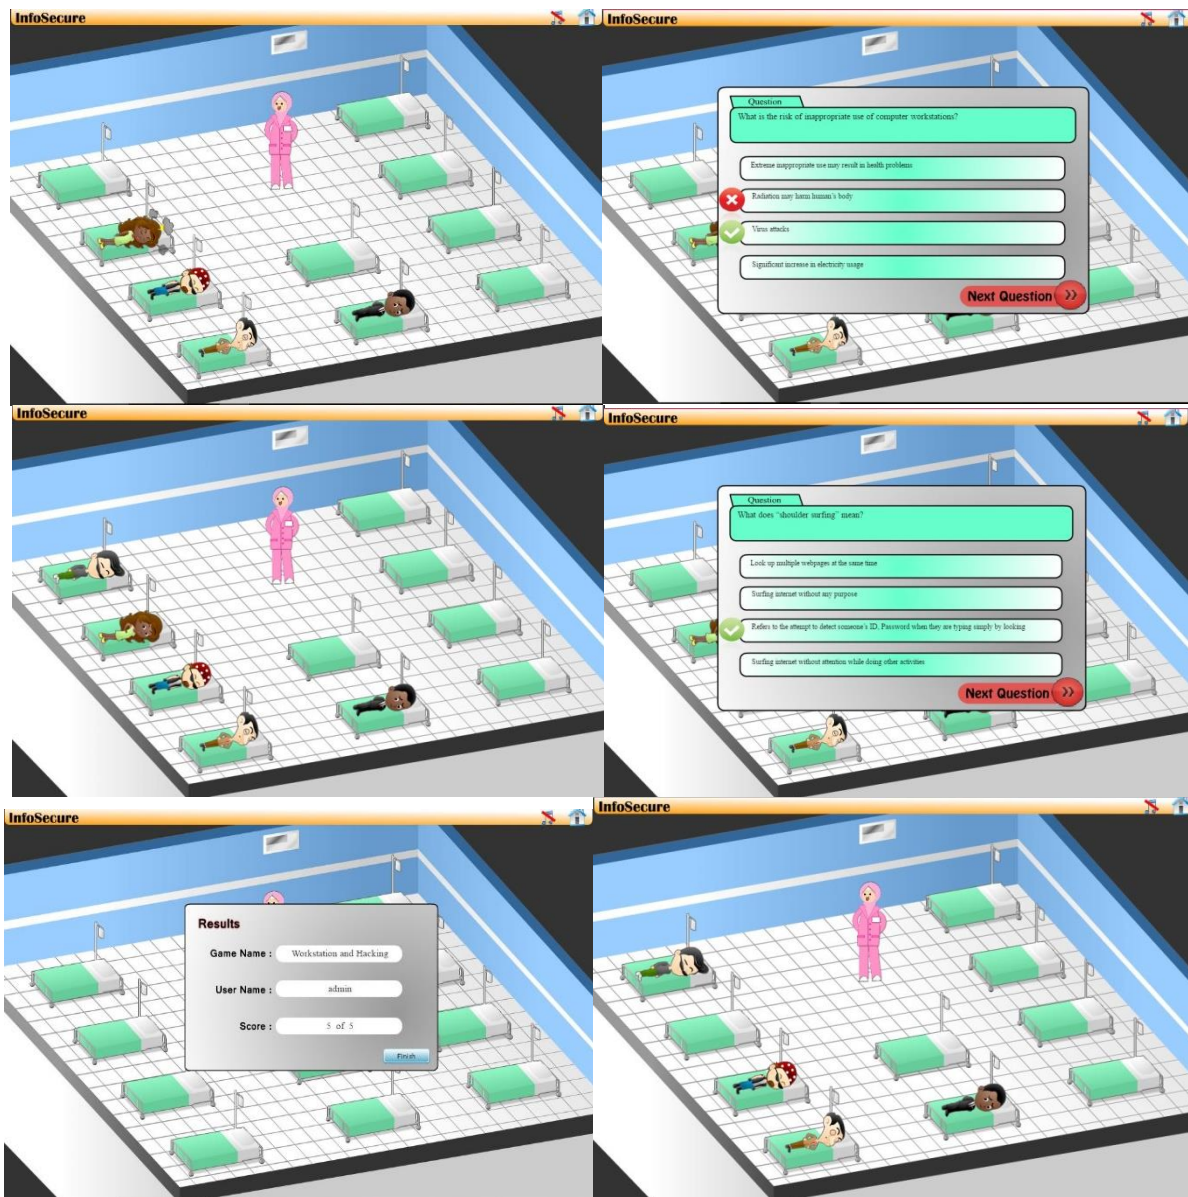 InfoSecure
InfoSecure
Question
What is the risk of inappropriate use of computer workstations?
Extreme inappropriate use may result in health problems
Radiation may harm human's body
Virus attacks
Significant increase in electricity usage
Next Question
InfoSecure
InfoSecure
Question
What does "shoulder surfing" mean?
Look up multiple webpages at the same time
Surfing internet without any purpose
Refers to the attempt to detect someone's ID, Password when they are typing simply by looking
Surfing internet without attention while doing other activities
Next Question
InfoSecure
Results
Game Name : Workstation and Hacking
User Name : admin
Score : 5 of 5
Finish
InfoSecure